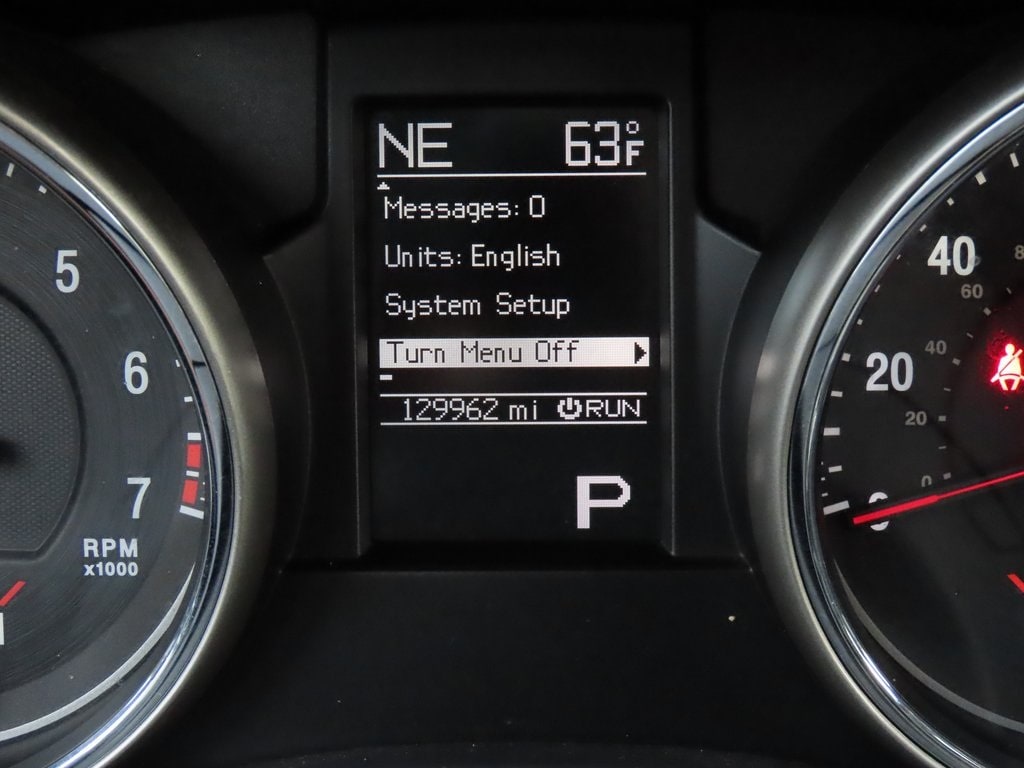 NE 63°F
Messages: 0
Units: English
System Setup
Turn Menu Off
129962 mi RUN
P
5
6
7
RPM
x1000
40
60
20
40
20
0
0